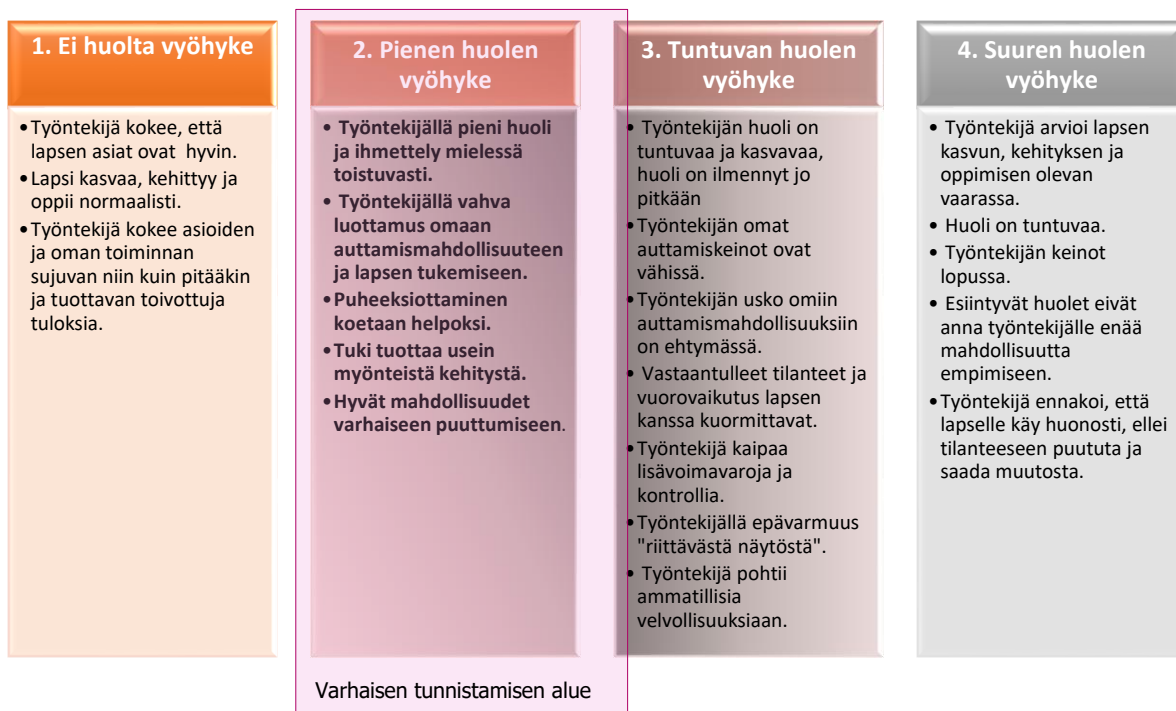 1. Ei huolta vyöhyke
•Työntekijä kokee, että
lapsen asiat ovat hyvin.
•Lapsi kasvaa, kehittyy ja
oppii normaalisti.
•Työntekijä kokee asioiden
ja oman toiminnan
sujuvan niin kuin pitääkin
ja tuottavan toivottuja
tuloksia.
2. Pienen huolen
vyöhyke
• Työntekijällä pieni huoli
ja ihmettely mielessä
toistuvasti.
• Työntekijällä vahva
luottamus omaan
auttamismahdollisuuteen
ja lapsen tukemiseen.
•Puheeksiottaminen
koetaan helpoksi.
•Tuki tuottaa usein
myönteistä kehitystä.
•Hyvät mahdollisuudet
varhaiseen puuttumiseen.
3. Tuntuvan huolen
vyöhyke
• Työntekijän huoli on
tuntuvaa ja kasvavaa,
huoli on ilmennyt jo
pitkään
•Työntekijän omat
auttamiskeinot ovat
vähissä.
•Työntekijän usko omiin
auttamismahdollisuuksiin
on ehtymässä.
• Vastaantulleet tilanteet ja
vuorovaikutus lapsen
kanssa kuormittavat.
•Työntekijä kaipaa
lisävoimavaroja ja
kontrollia.
•Työntekijällä epävarmuus
"riittävästä näytöstä".
• Työntekijä pohtii
ammatillisia
velvollisuuksiaan.
4. Suuren huolen
vyöhyke
• Työntekijä arvioi lapsen
kasvun, kehityksen ja
oppimisen olevan
vaarassa.
• Huoli on tuntuvaa.
• Työntekijän keinot
lopussa.
• Esiintyvät huolet eivät
anna työntekijälle enää
mahdollisuutta
empimiseen.
•Työntekijä ennakoi, että
lapselle käy huonosti, ellei
tilanteeseen puututa ja
saada muutosta.
Varhaisen tunnistamisen alue